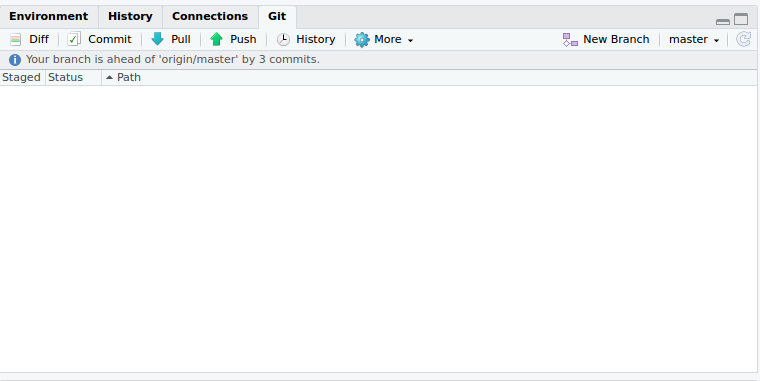 Environment History Connections Git
Diff Commit Pull Push History More New Branch master
Your branch is ahead of 'origin/master' by 3 commits.
Staged Status Path